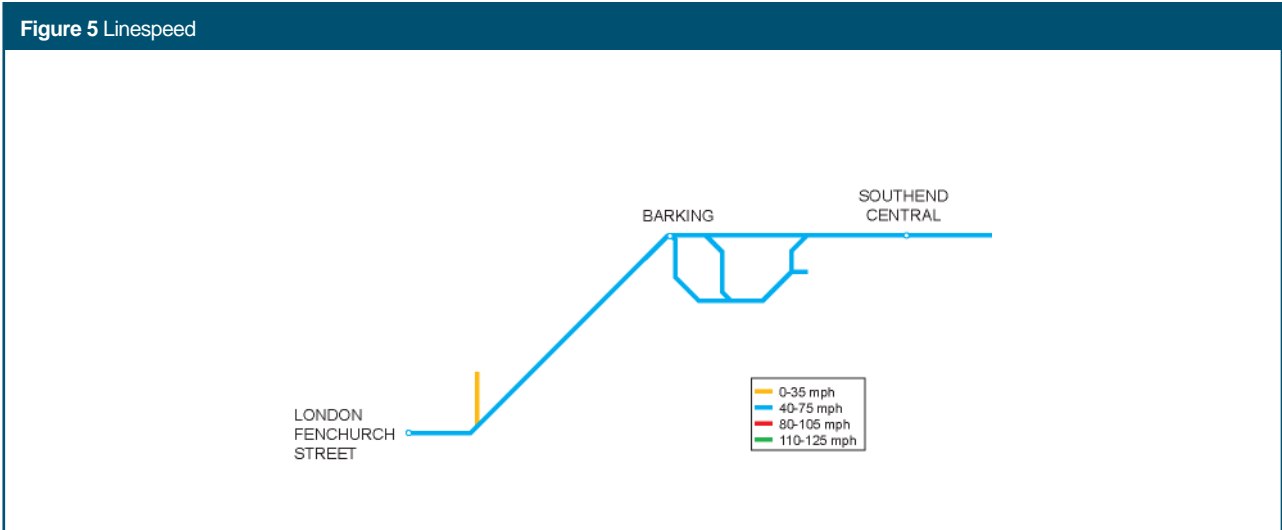 Figure 5 Linespeed
SOUTHEND
CENTRAL
BARKING
LONDON
FENCHURCH
STREET
0-35 mph
40-75 mph
80-105 mph
110-125 mph